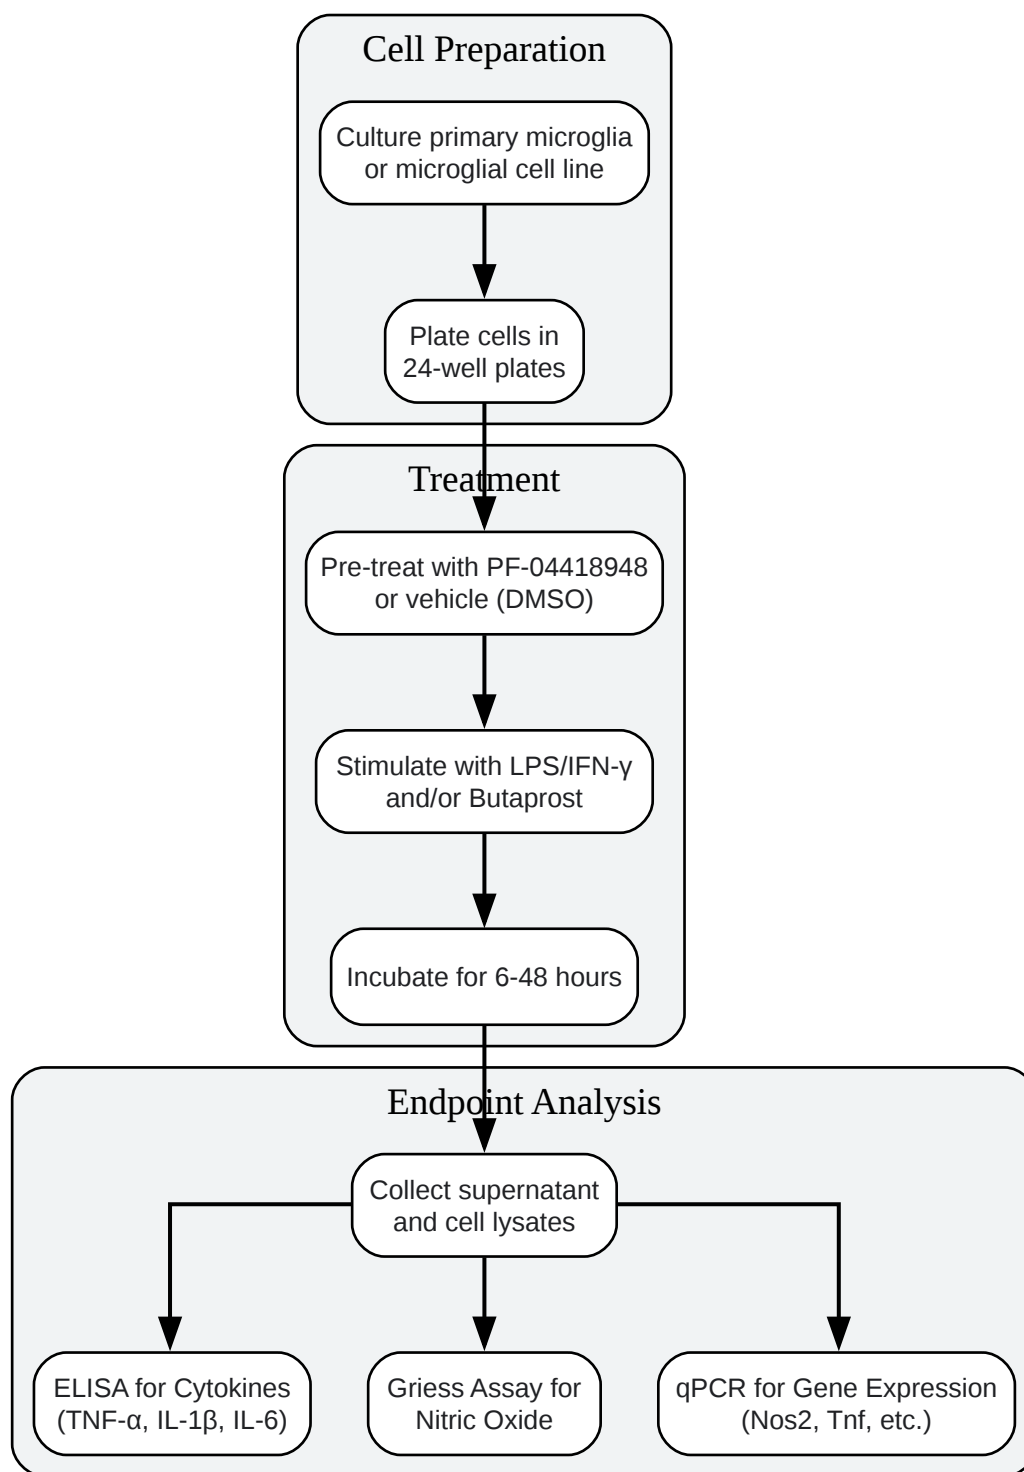 Cell Preparation
Culture primary microglia
or microglial cell line
Plate cells in
24-well plates
Treatment
Pre-treat with PF-04418948
or vehicle (DMSO)
Stimulate with LPS/IFN-γ
and/or Butaprost
Incubate for 6-48 hours
Endpoint Analysis
Collect supernatant
and cell lysates
ELISA for Cytokines
(TNF-α, IL-1β, IL-6)
Griess Assay for
Nitric Oxide
qPCR for Gene Expression
(Nos2, Tnf, etc.)